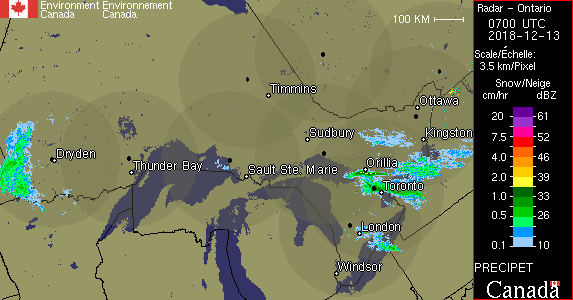 Environment Environnement
Canada Canada
100 KM
Timmins
Ottawa
Sudbury
Kingston
Dryden
Thunder Bay
Sault Ste. Marie
Orillia
Toronto
London
Windsor
Radar - Ontario
0700 UTC
2018-12-13
Scale/Échelle:
3.5 km/Pixel
Snow/Neige
cm/hr dBZ
20 61
7.5 52
4.0 46
2.0 39
1.0 33
0.5 26
0.1 10
PRECIPET
Canada